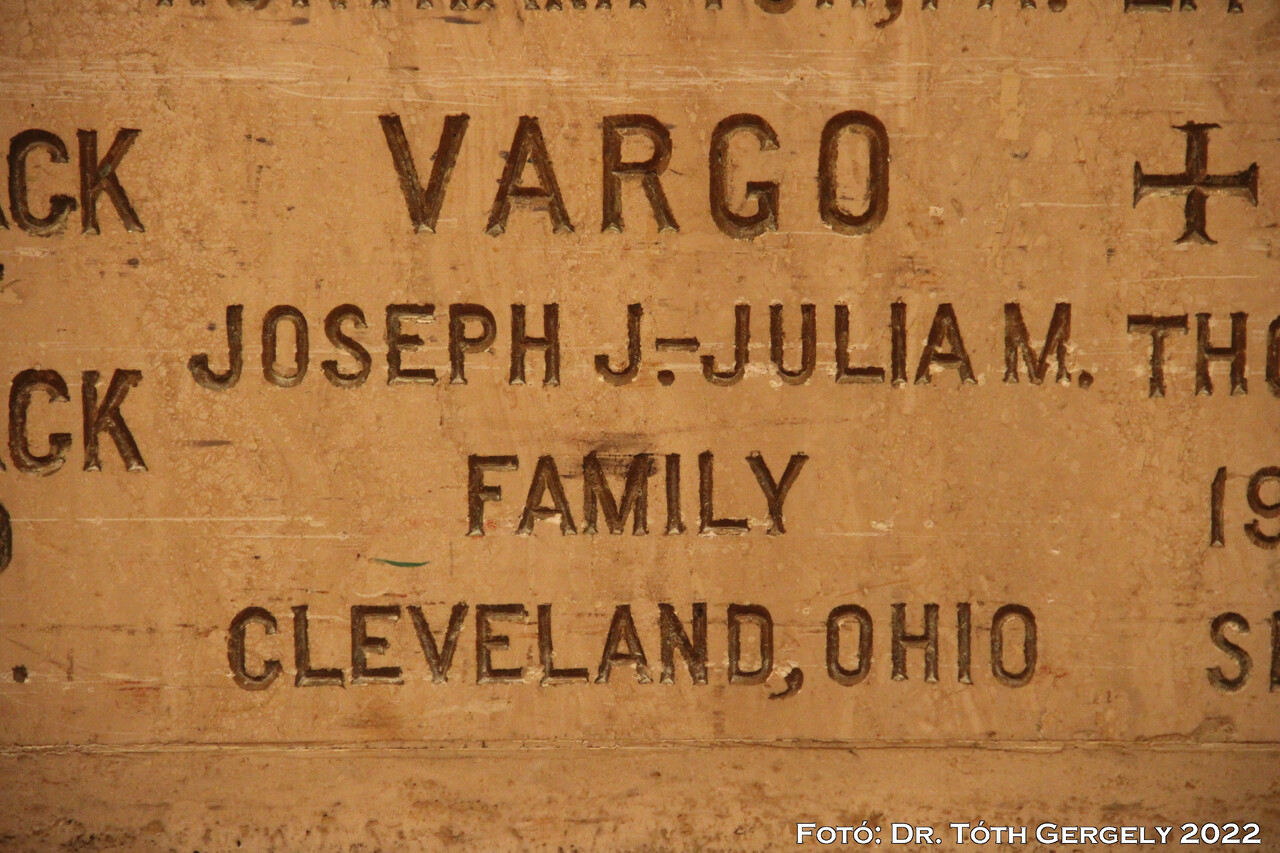 VARGO
JOSEPH J.-JULIA M.
FAMILY
CLEVELAND, OHIO
Fotó: Dr. Tóth Gergely 2022